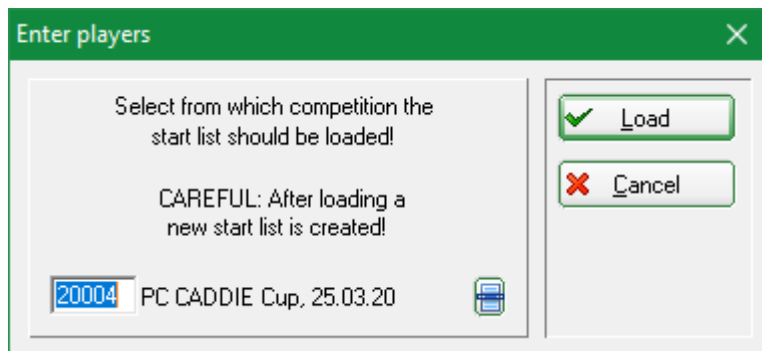 Enter players
Select from which competition the
start list should be loaded!
CAREFUL: After loading a
new start list is created!
20004 PC CADDIE Cup, 25.03.20
Load
Cancel